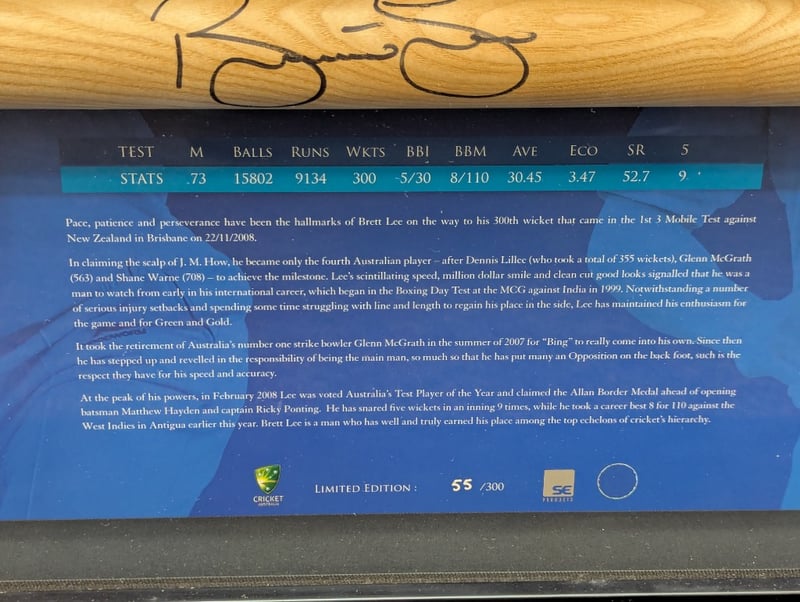 TEST M BALLS RUNS WKTS BBI BBM AVE ECO SR 5
STATS 73 15802 9134 300 5/30 8/110 30.45 3.47 52.7 9
Pace, patience and perseverance have been the hallmarks of Brett Lee on the way to his 300th wicket that came in the 1st 3 Mobile Test against
New Zealand in Brisbane on 22/11/2008.
In claiming the scalp of J. M. How, he became only the fourth Australian player – after Dennis Lillee (who took a total of 355 wickets), Glenn McGrath
(563) and Shane Warne (708) – to achieve the milestone. Lee's scintillating speed, million dollar smile and clean cut good looks signalled that he was a
man to watch from early in his international career, which began in the Boxing Day Test at the MCG against India in 1999. Notwithstanding a number
of serious injury setbacks and spending some time struggling with line and length to regain his place in the side, Lee has maintained his enthusiasm for
the game and for Green and Gold.
It took the retirement of Australia's number one strike bowler Glenn McGrath in the summer of 2007 for "Bing" to really come into his own. Since then
he has stepped up and revelled in the responsibility of being the main man, so much so that he has put many an Opposition on the back foot, such is the
respect they have for his speed and accuracy.
At the peak of his powers, in February 2008 Lee was voted Australia's Test Player of the Year and claimed the Allan Border Medal ahead of opening
batsman Matthew Hayden and captain Ricky Ponting. He has snared five wickets in an inning 9 times, while he took a career best 8 for 110 against the
West Indies in Antigua earlier this year. Brett Lee is a man who has well and truly earned his place among the top echelons of cricket's hierarchy.
CRICKET
AUSTRALIA
LIMITED EDITION : 55 /300
SE
PRODUCTS